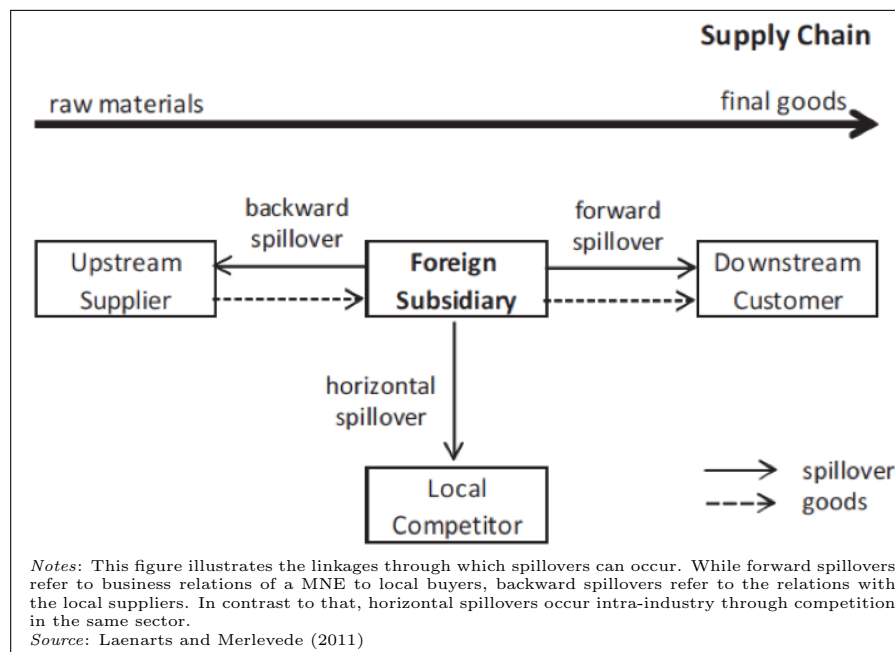 Supply Chain
raw materials
final goods
backward
spillover
forward
spillover
Upstream
Supplier
Foreign
Subsidiary
Downstream
Customer
horizontal
spillover
Local
Competitor
spillover
goods
Notes: This figure illustrates the linkages through which spillovers can occur. While forward spillovers
refer to business relations of a MNE to local buyers, backward spillovers refer to the relations with
the local suppliers. In contrast to that, horizontal spillovers occur intra-industry through competition
in the same sector.
Source: Laenarts and Merlevede (2011)